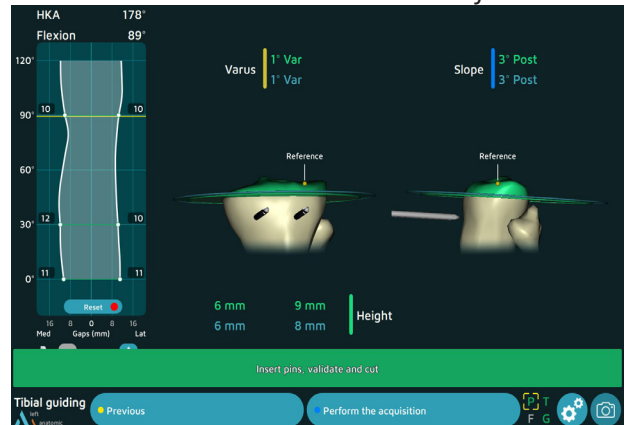 HKA 178°
Flexion 89°
120°
90° 10 10
60°
30° 12 10
0° 11 11
Reset
16 8 0 8 16
Med Gaps (mm) Lat
Varus 1° Var
1° Var
Slope 3° Post
3° Post
Reference
Reference
6 mm 9 mm
6 mm 8 mm
Height
Insert pins, validate and cut
Tibial guiding
left
anatomic
Previous
Perform the acquisition
P T
F G